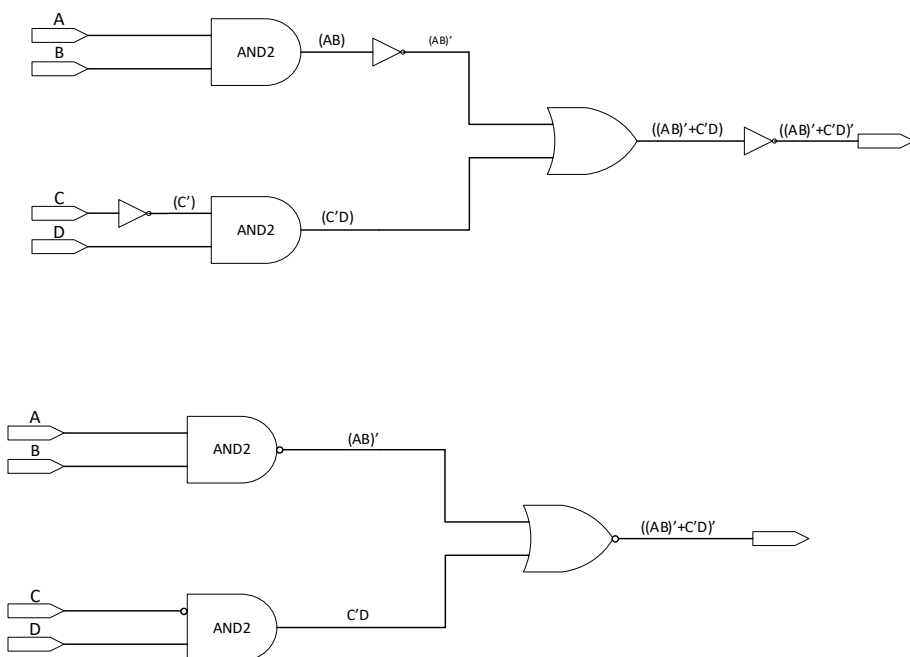 A
B
AND2
(AB)
(AB)’
((AB)’+C’D)
((AB)’+C’D)’
C
(C’)
D
AND2
(C’D)
A
B
AND2
(AB)’
((AB)’+C’D)’
C
D
AND2
C’D